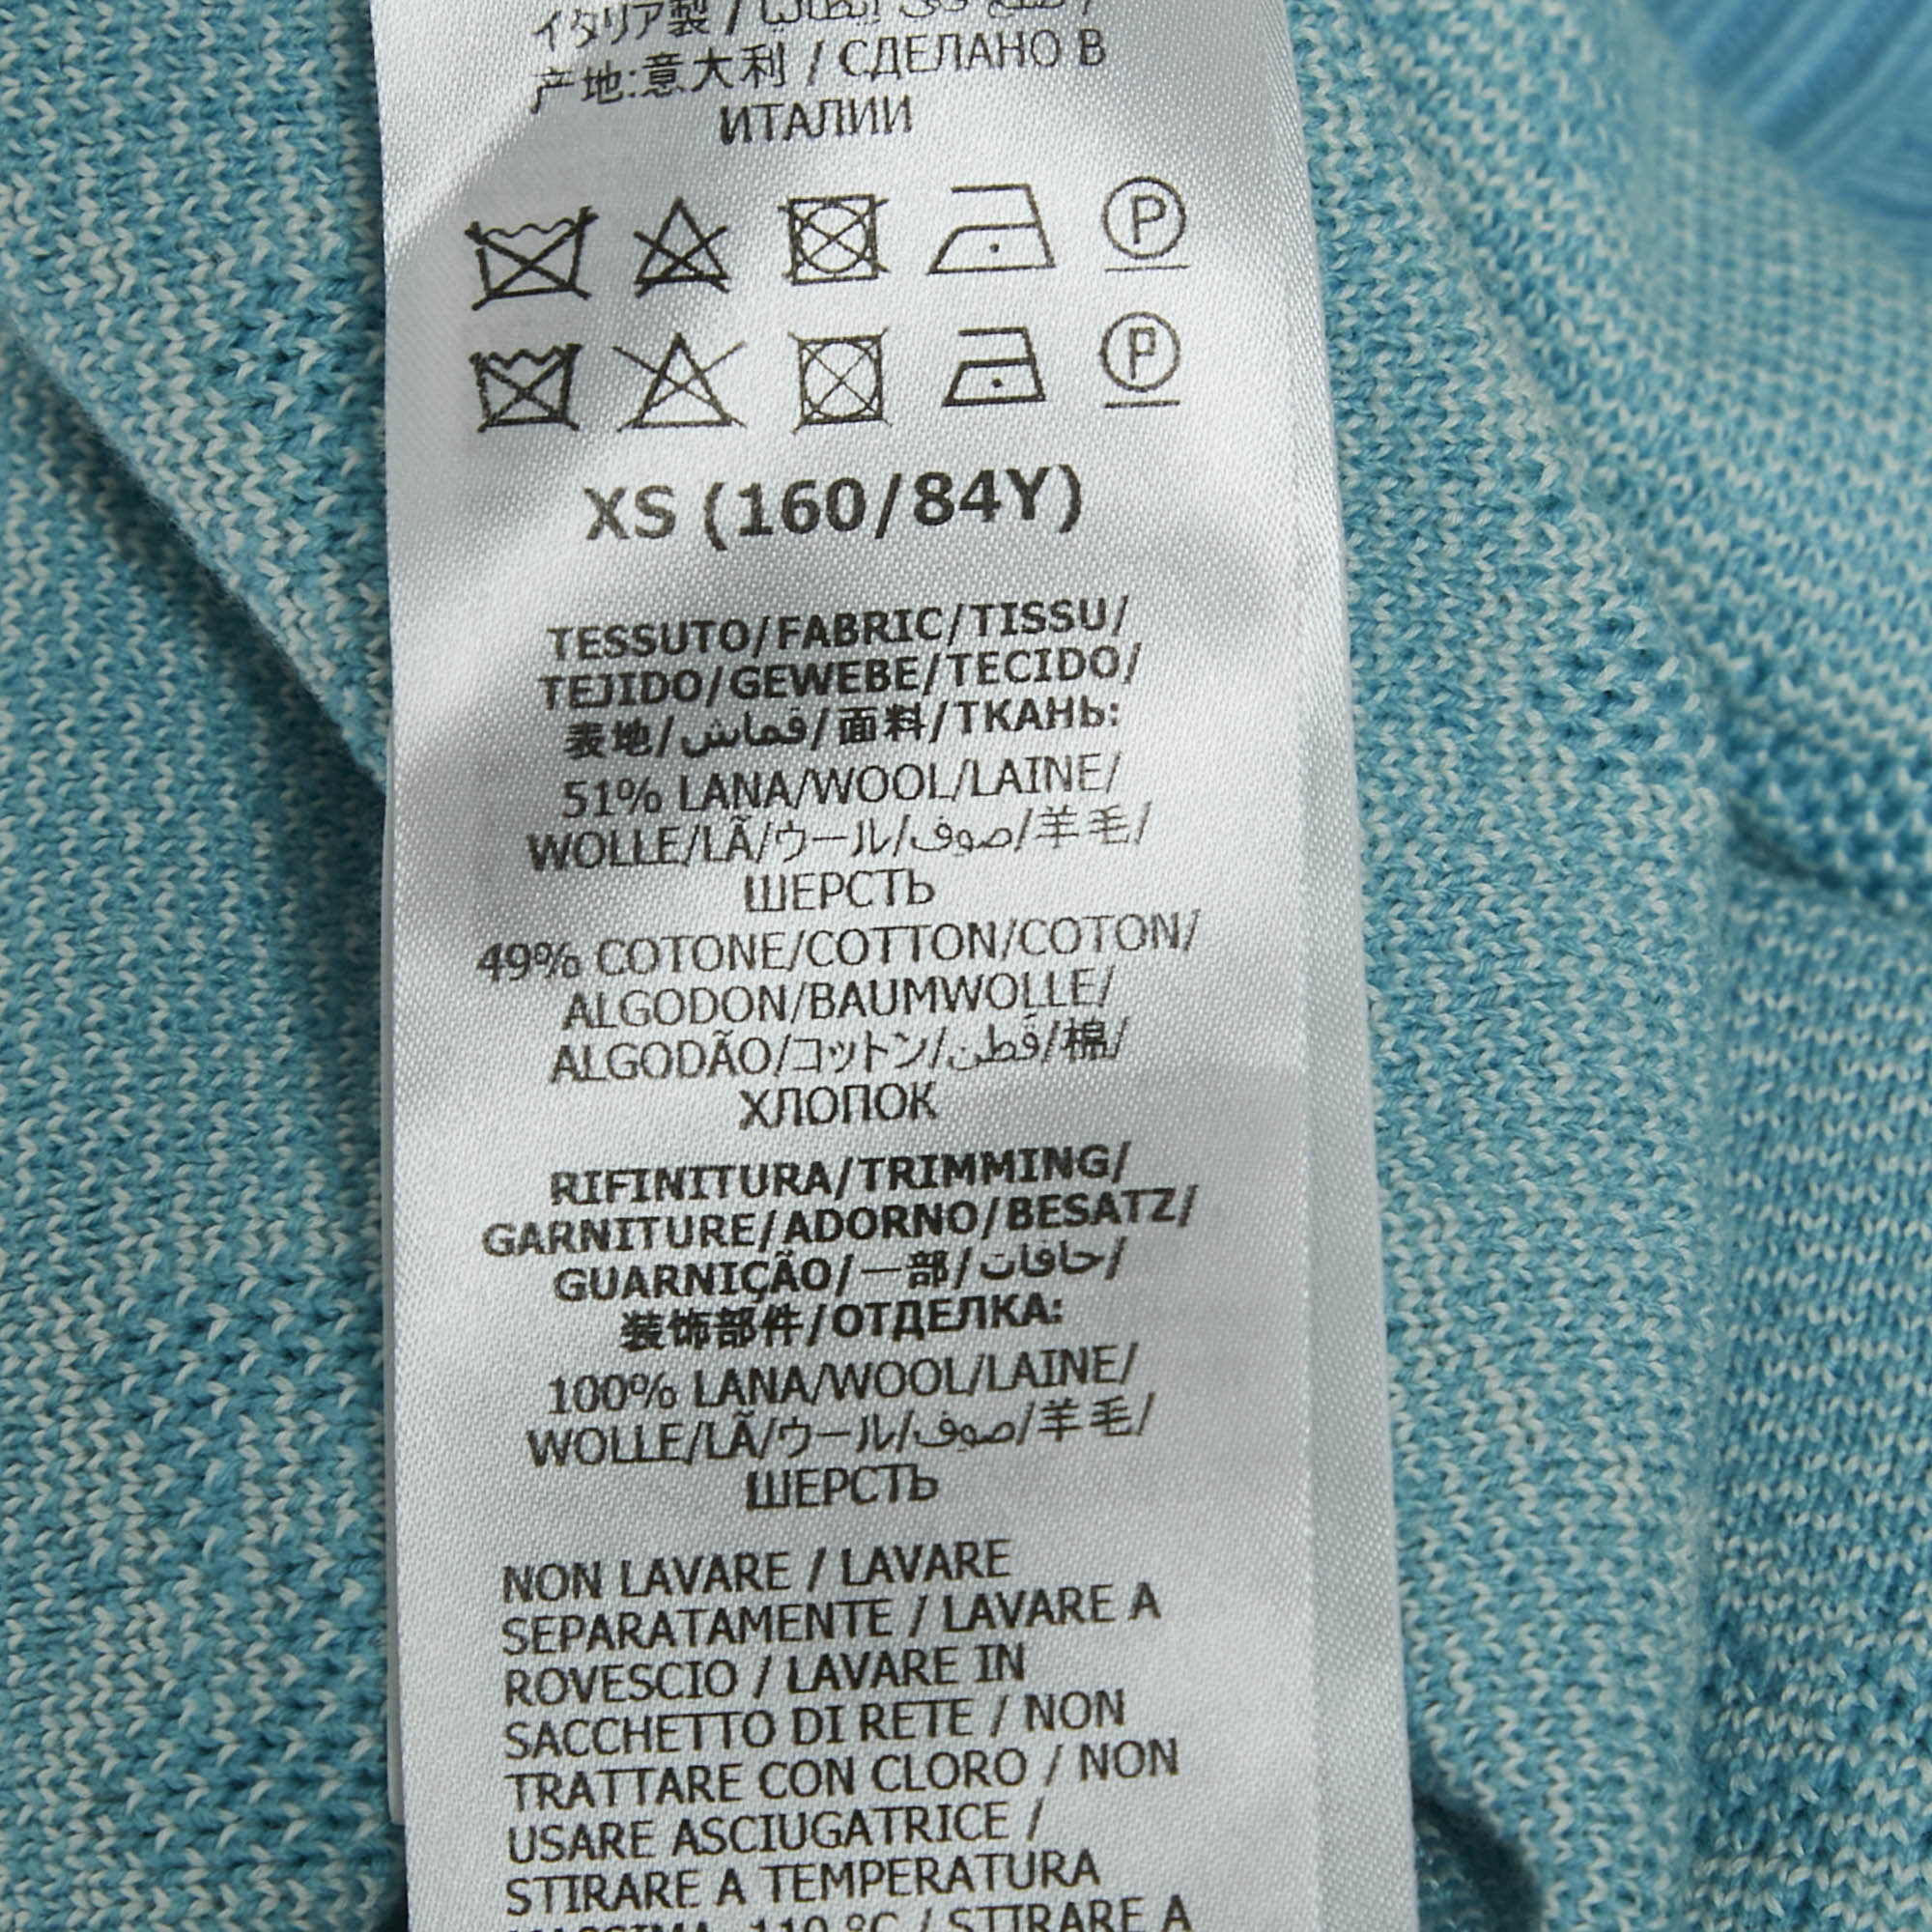 イタリア製 /
产地:意大利 / СДЕЛАНО В
ИТАЛИИ
P
P
XS (160/84Y)
TESSUTO/FABRIC/TISSU/
TEJIDO/GEWEBE/TECIDO/
表地/قماش/面料/ТКАНЬ:
51% LANA/WOOL/LAINE/
WOLLE/LÃ/ウール/صوف/羊毛/
ШЕРСТЬ
49% COTONE/COTTON/COTON/
ALGODON/BAUMWOLLE/
ALGODÃO/コットン/قطن/棉/
ХЛОПОК
RIFINITURA/TRIMMING/
GARNITURE/ADORNO/BESATZ/
GUARNIÇÃO/一部/حافات/
装饰部件/ОТДЕЛКА:
100% LANA/WOOL/LAINE/
WOLLE/LÃ/ウール/صوف/羊毛/
ШЕРСТЬ
NON LAVARE / LAVARE
SEPARATAMENTE / LAVARE A
ROVESCIO / LAVARE IN
SACCHETTO DI RETE / NON
TRATTARE CON CLORO / NON
USARE ASCIUGATRICE /
STIRARE A TEMPERATURA
MASSIMA 110 °C / STIRARE A